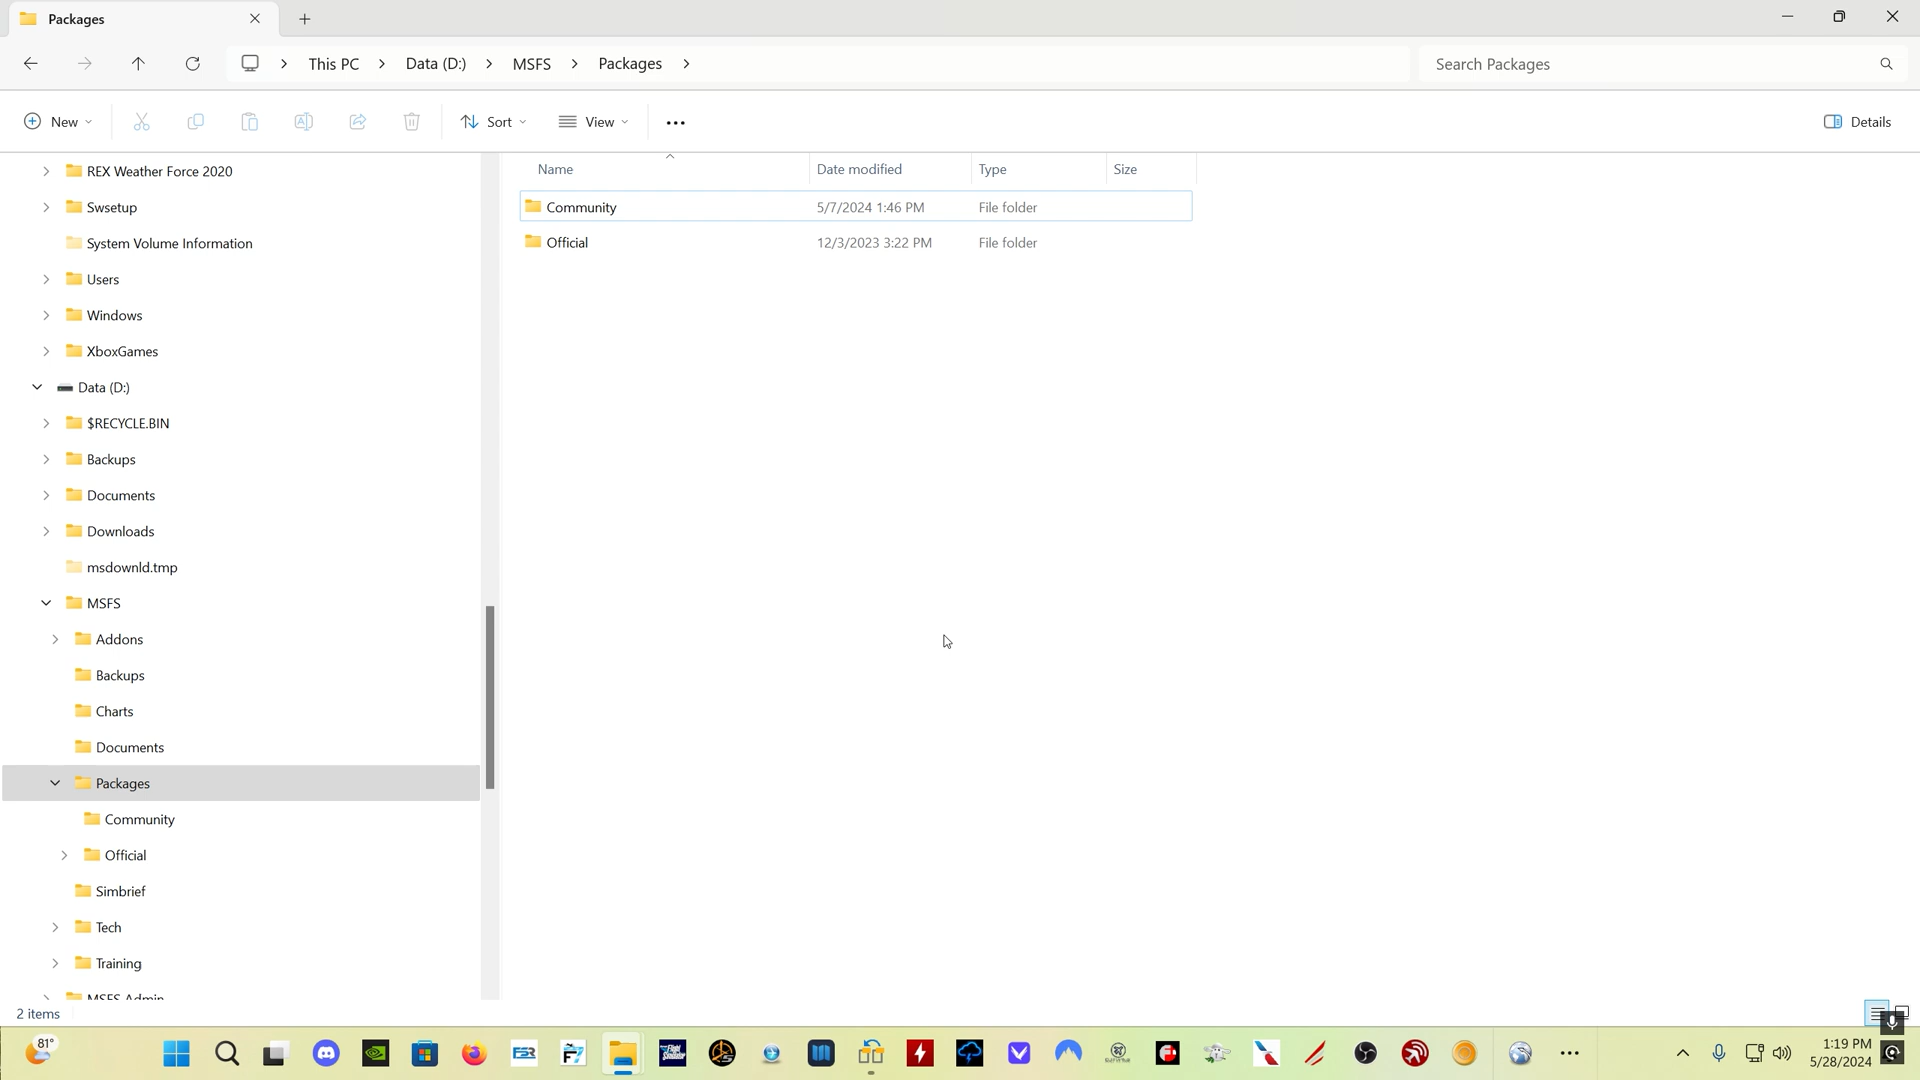 Packages
This PC > Data (D:) > MSFS > Packages >
Search Packages
New
Sort
View
Details
REX Weather Force 2020
Swsetup
System Volume Information
Users
Windows
XboxGames
Data (D:)
$RECYCLE.BIN
Backups
Documents
Downloads
msdownld.tmp
MSFS
Addons
Backups
Charts
Documents
Packages
Community
Official
Simbrief
Tech
Training
MSFS Admin
Name Date modified Type Size
Community 5/7/2024 1:46 PM File folder
Official 12/3/2023 3:22 PM File folder
2 items
81°
FSR
1:19 PM
5/28/2024